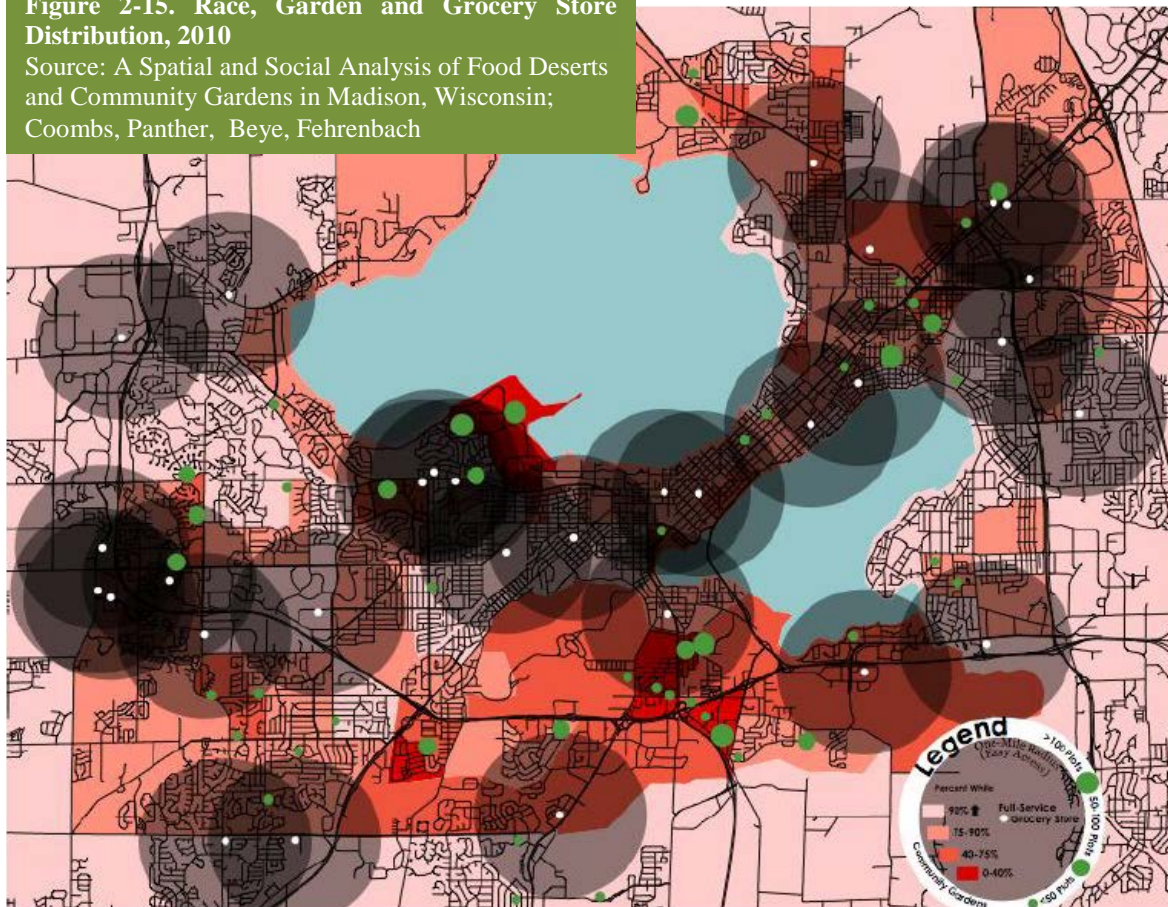 Figure 2-15. Race, Garden and Grocery Store
Distribution, 2010
Source: A Spatial and Social Analysis of Food Deserts
and Community Gardens in Madison, Wisconsin;
Coombs, Panther, Beye, Fehrenbach
Legend
One-Mile Radius
(Easy Access)
Percent White
90%
75-90%
40-75%
0-40%
Full-Service
Grocery Store
>100 Plots
50-100 Plots
<50 Plots
Community Gardens